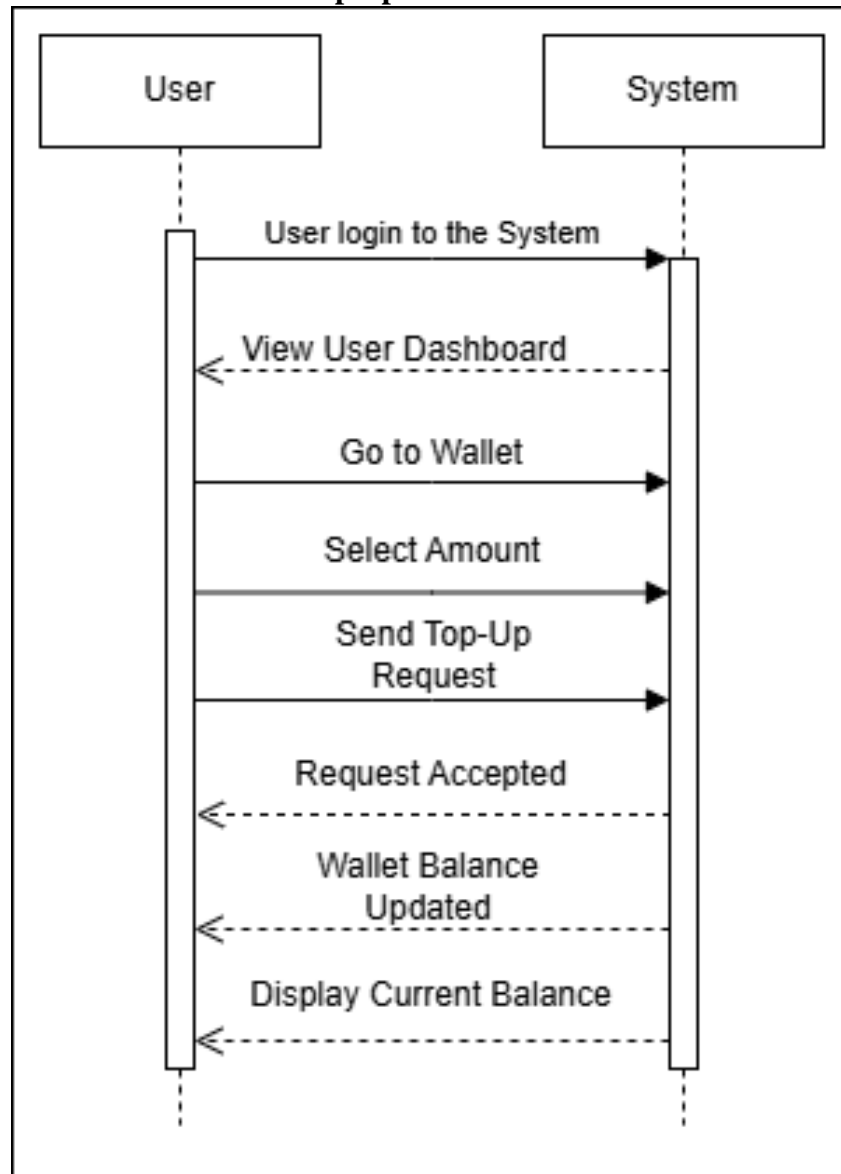 User
System
User login to the System
View User Dashboard
Go to Wallet
Select Amount
Send Top-Up
Request
Request Accepted
Wallet Balance
Updated
Display Current Balance